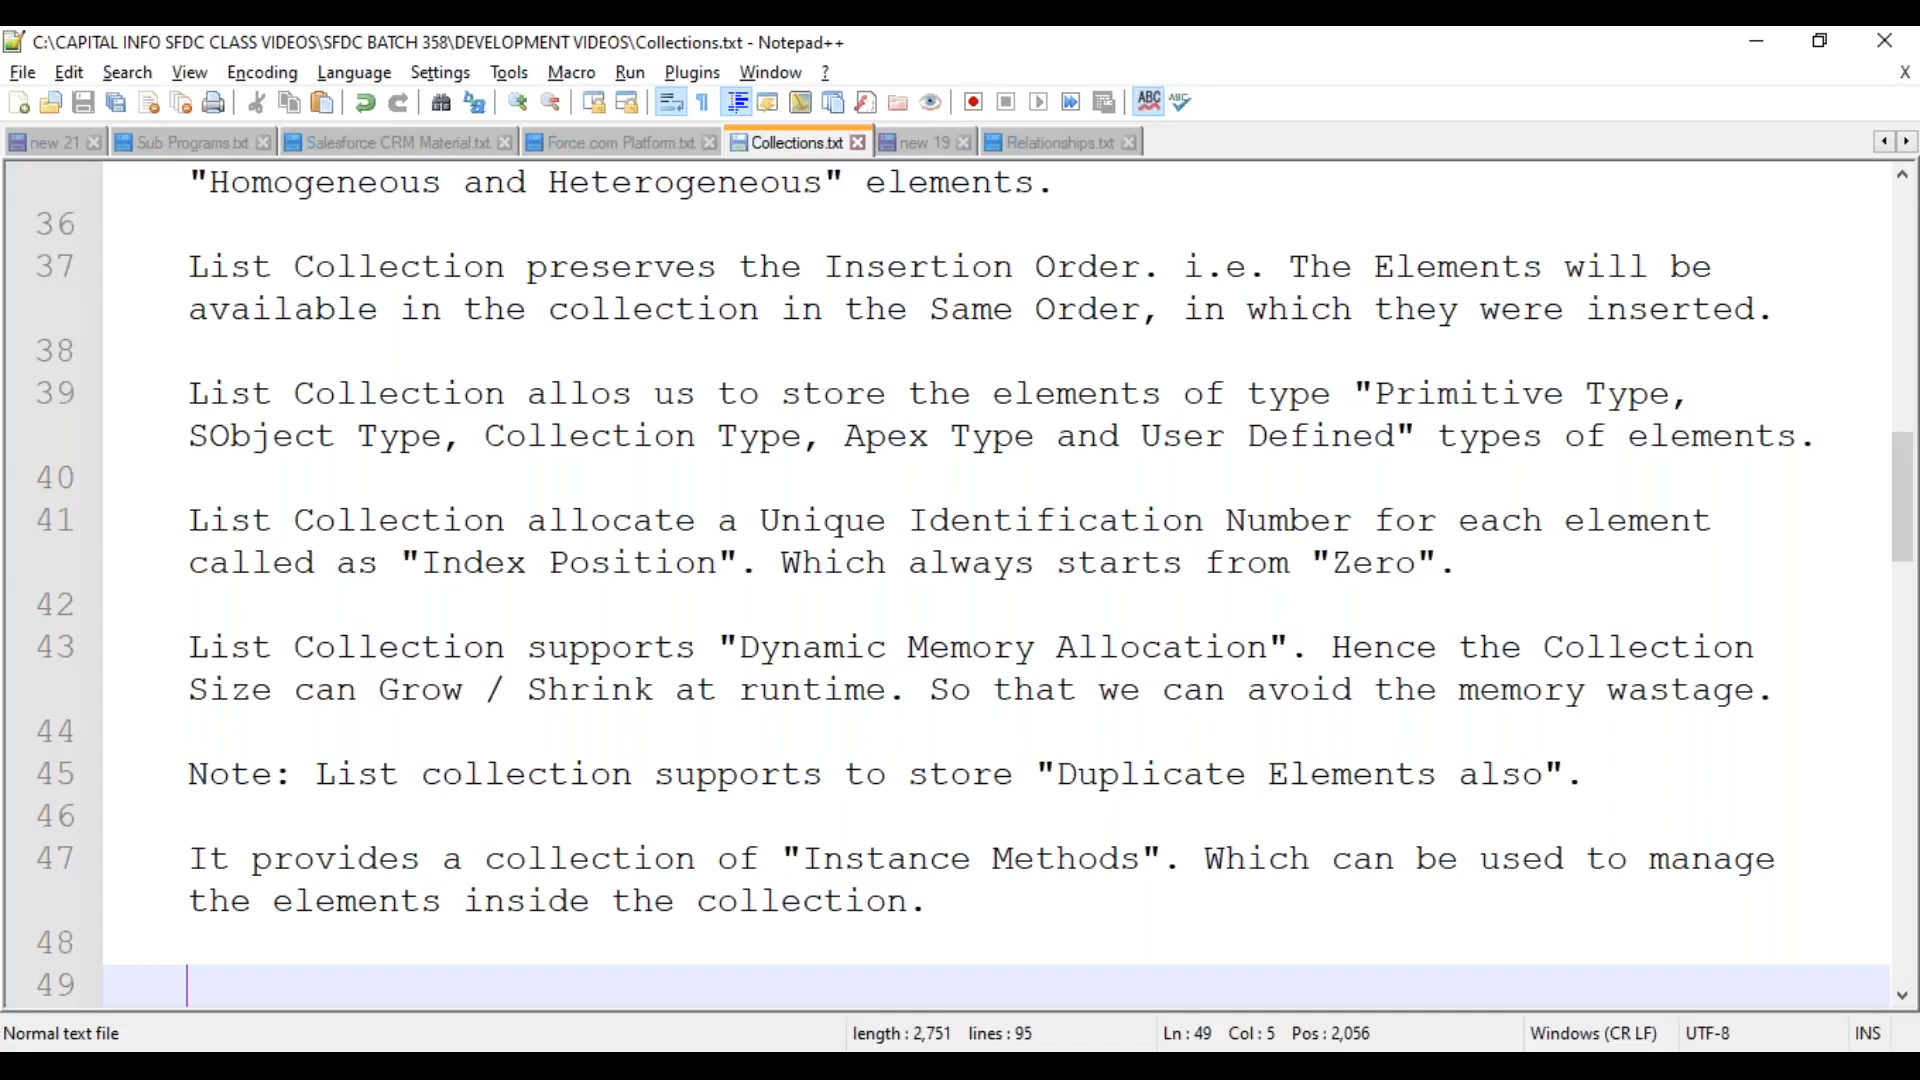 C:\CAPITAL INFO SFDC CLASS VIDEOS\SFDC BATCH 358\DEVELOPMENT VIDEOS\Collections.txt - Notepad++
File Edit Search View Encoding Language Settings Tools Macro Run Plugins Window ? X
new 21 Sub Programs.txt Salesforce CRM Material.txt Force.com Platform.txt Collections.txt new 19 Relationships.txt
"Homogeneous and Heterogeneous" elements.
36
37 List Collection preserves the Insertion Order. i.e. The Elements will be
available in the collection in the Same Order, in which they were inserted.
38
39 List Collection allos us to store the elements of type "Primitive Type,
SObject Type, Collection Type, Apex Type and User Defined" types of elements.
40
41 List Collection allocate a Unique Identification Number for each element
called as "Index Position". Which always starts from "Zero".
42
43 List Collection supports "Dynamic Memory Allocation". Hence the Collection
Size can Grow / Shrink at runtime. So that we can avoid the memory wastage.
44
45 Note: List collection supports to store "Duplicate Elements also".
46
47 It provides a collection of "Instance Methods". Which can be used to manage
the elements inside the collection.
48
49
Normal text file length : 2,751 lines : 95 Ln : 49 Col : 5 Pos : 2,056 Windows (CR LF) UTF-8 INS